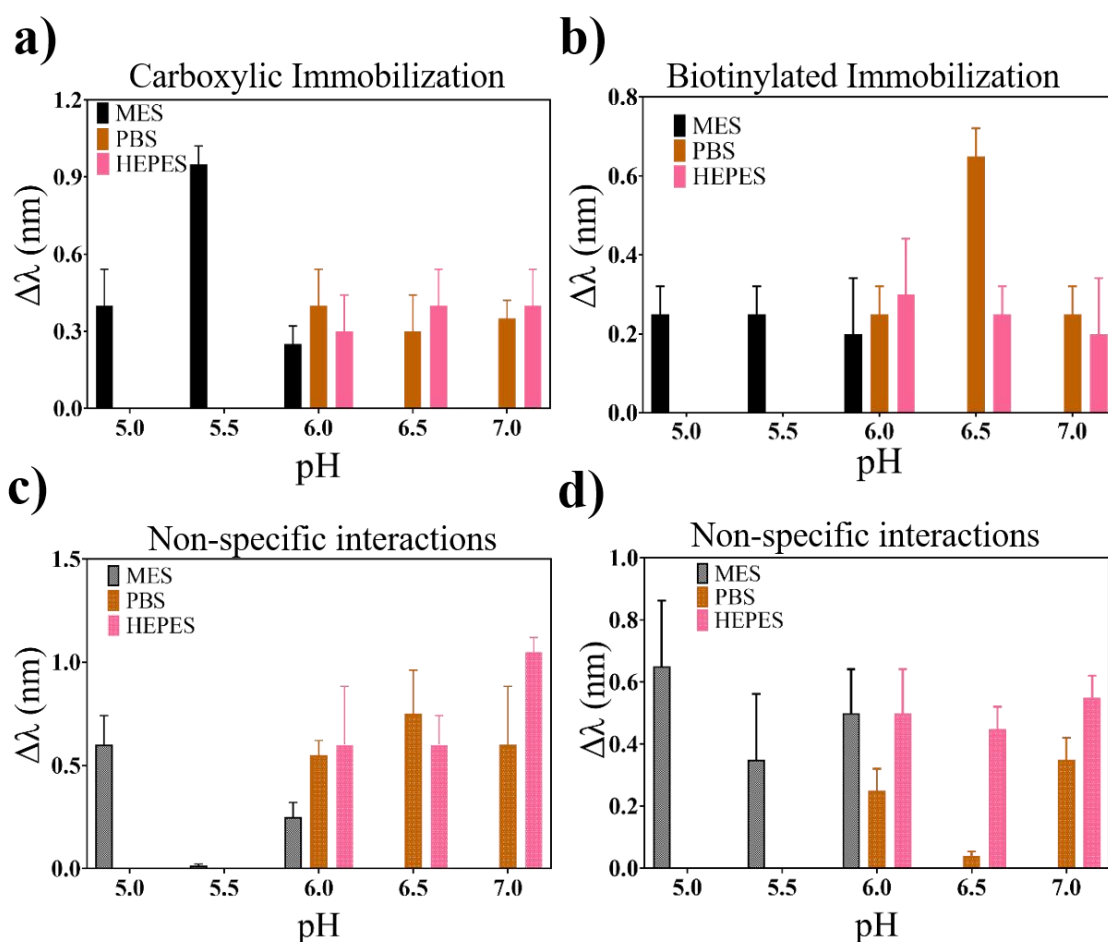 a)
Carboxylic Immobilization
MES
PBS
HEPES
Δλ (nm)
1.2
0.9
0.6
0.3
0.0
5.0 5.5 6.0 6.5 7.0
pH
b)
Biotinylated Immobilization
MES
PBS
HEPES
Δλ (nm)
0.8
0.6
0.4
0.2
0.0
5.0 5.5 6.0 6.5 7.0
pH
c)
Non-specific interactions
MES
PBS
HEPES
Δλ (nm)
1.5
1.0
0.5
0.0
5.0 5.5 6.0 6.5 7.0
pH
d)
Non-specific interactions
MES
PBS
HEPES
Δλ (nm)
1.0
0.8
0.6
0.4
0.2
0.0
5.0 5.5 6.0 6.5 7.0
pH